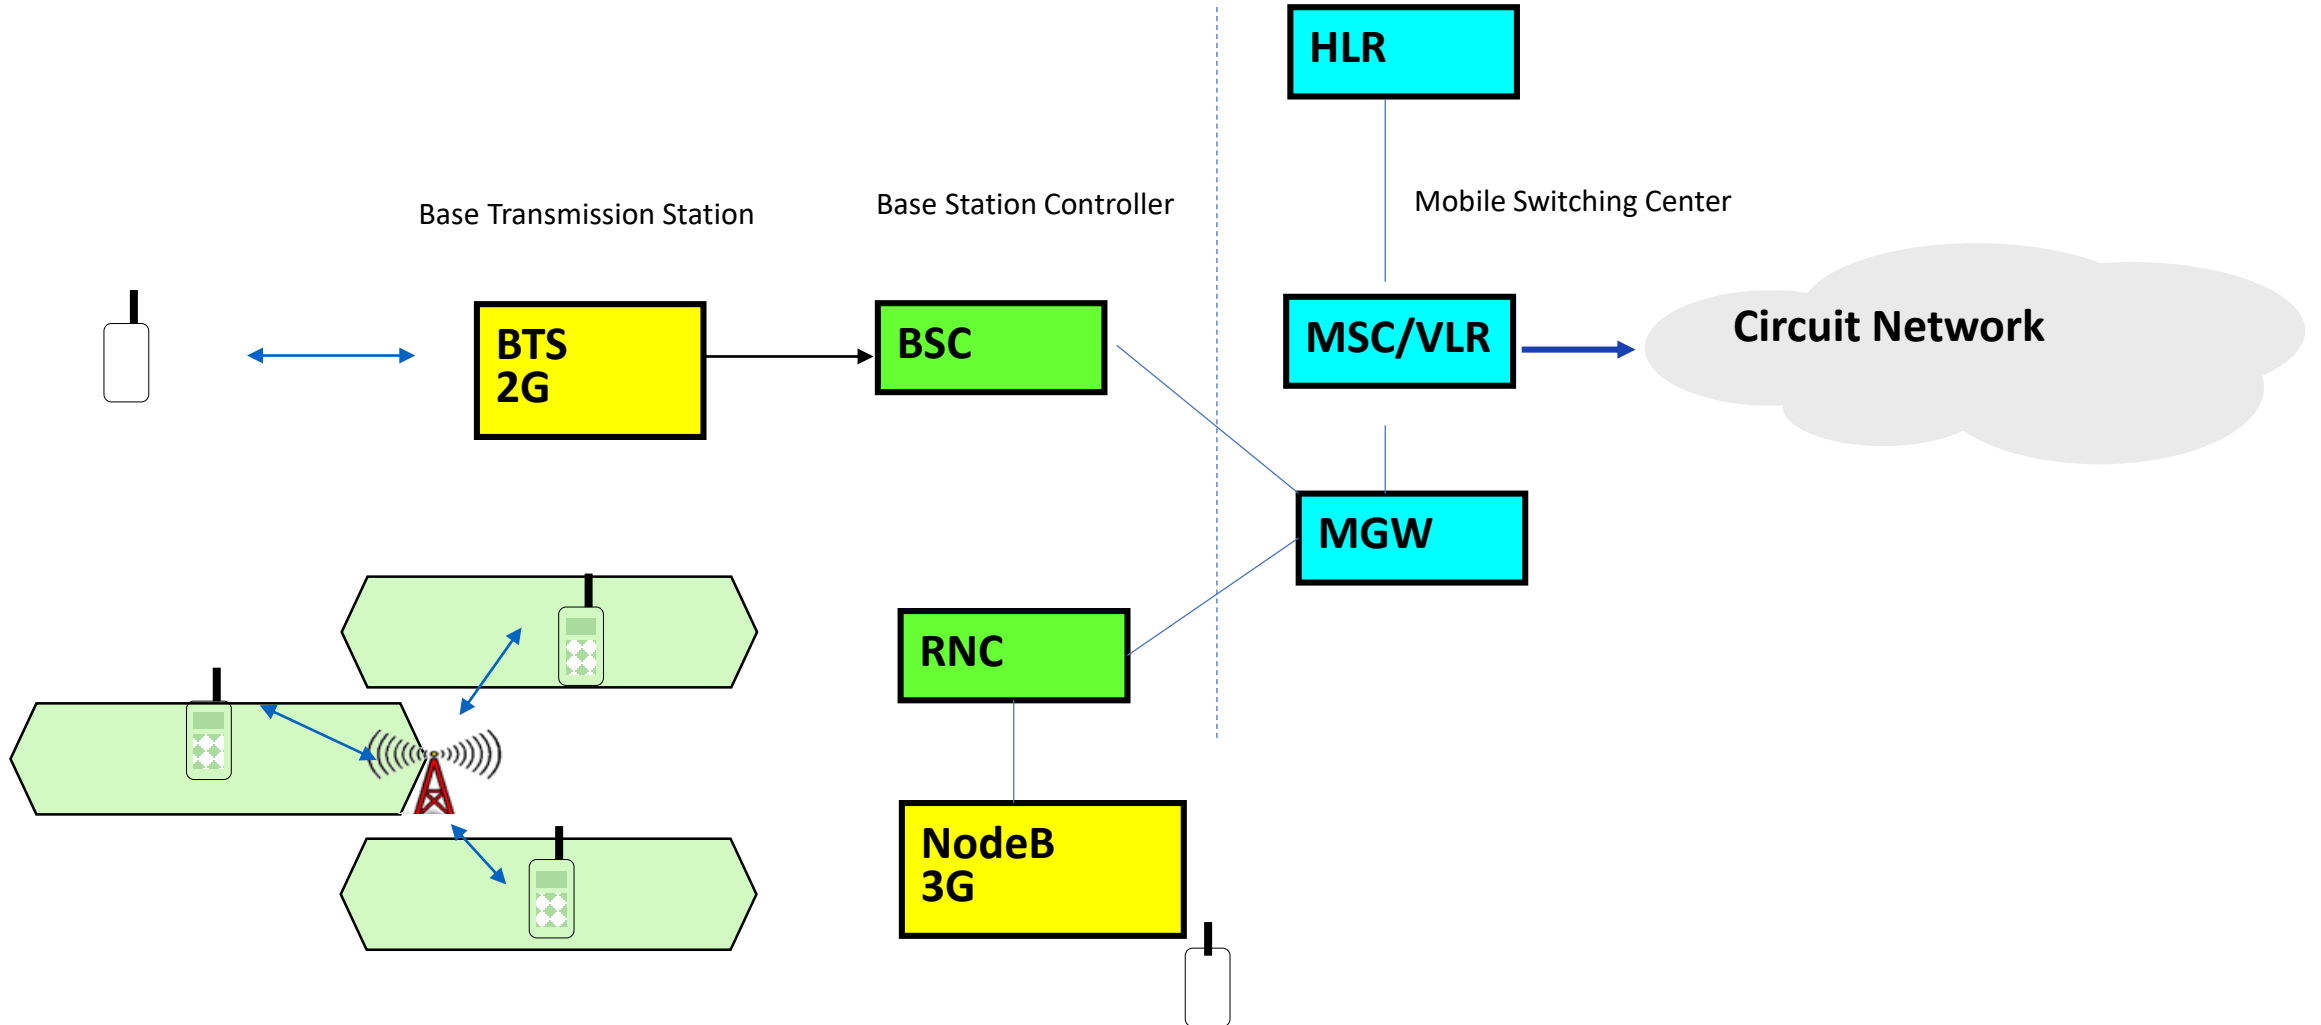 HLR
Base Transmission Station
Base Station Controller
Mobile Switching Center
BTS
2G
BSC
MSC/VLR
Circuit Network
MGW
RNC
NodeB
3G